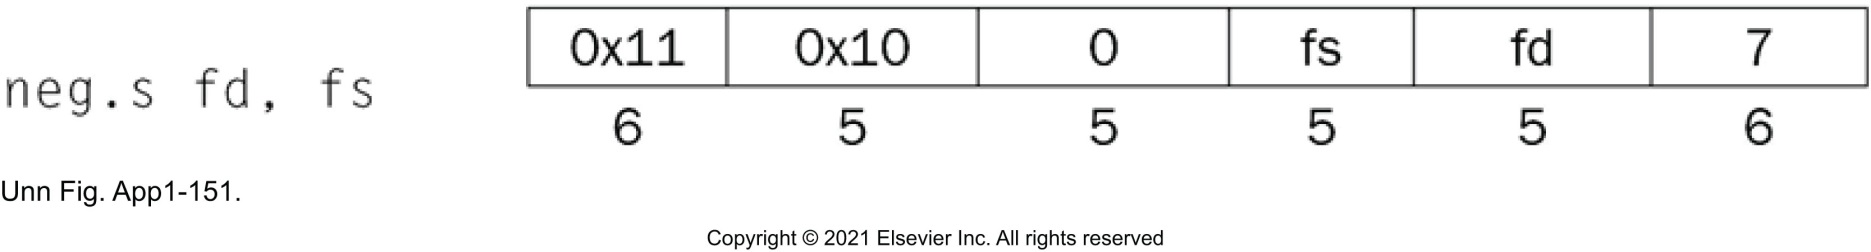 0x11 0x10 0 fs fd 7
neg.s fd, fs
6 5 5 5 5 6
Unn Fig. App1-151.
Copyright © 2021 Elsevier Inc. All rights reserved